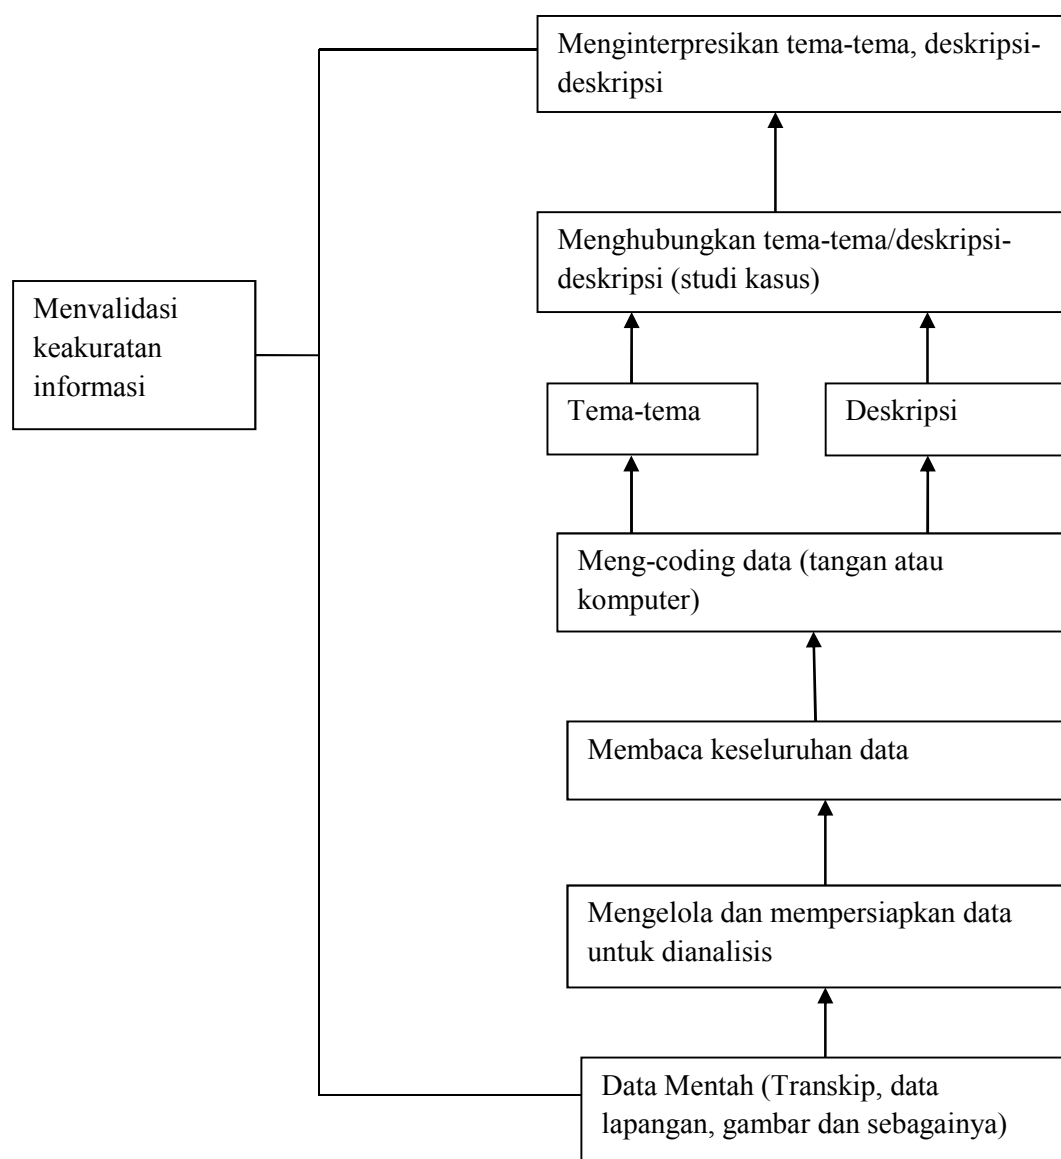 Menginterpresikan tema-tema, deskripsi-
deskripsi
Menghubungkan tema-tema/deskripsi-
deskripsi (studi kasus)
Menvalidasi
keakuratan
informasi
Tema-tema
Deskripsi
Meng-coding data (tangan atau
komputer)
Membaca keseluruhan data
Mengelola dan mempersiapkan data
untuk dianalisis
Data Mentah (Transkip, data
lapangan, gambar dan sebagainya)